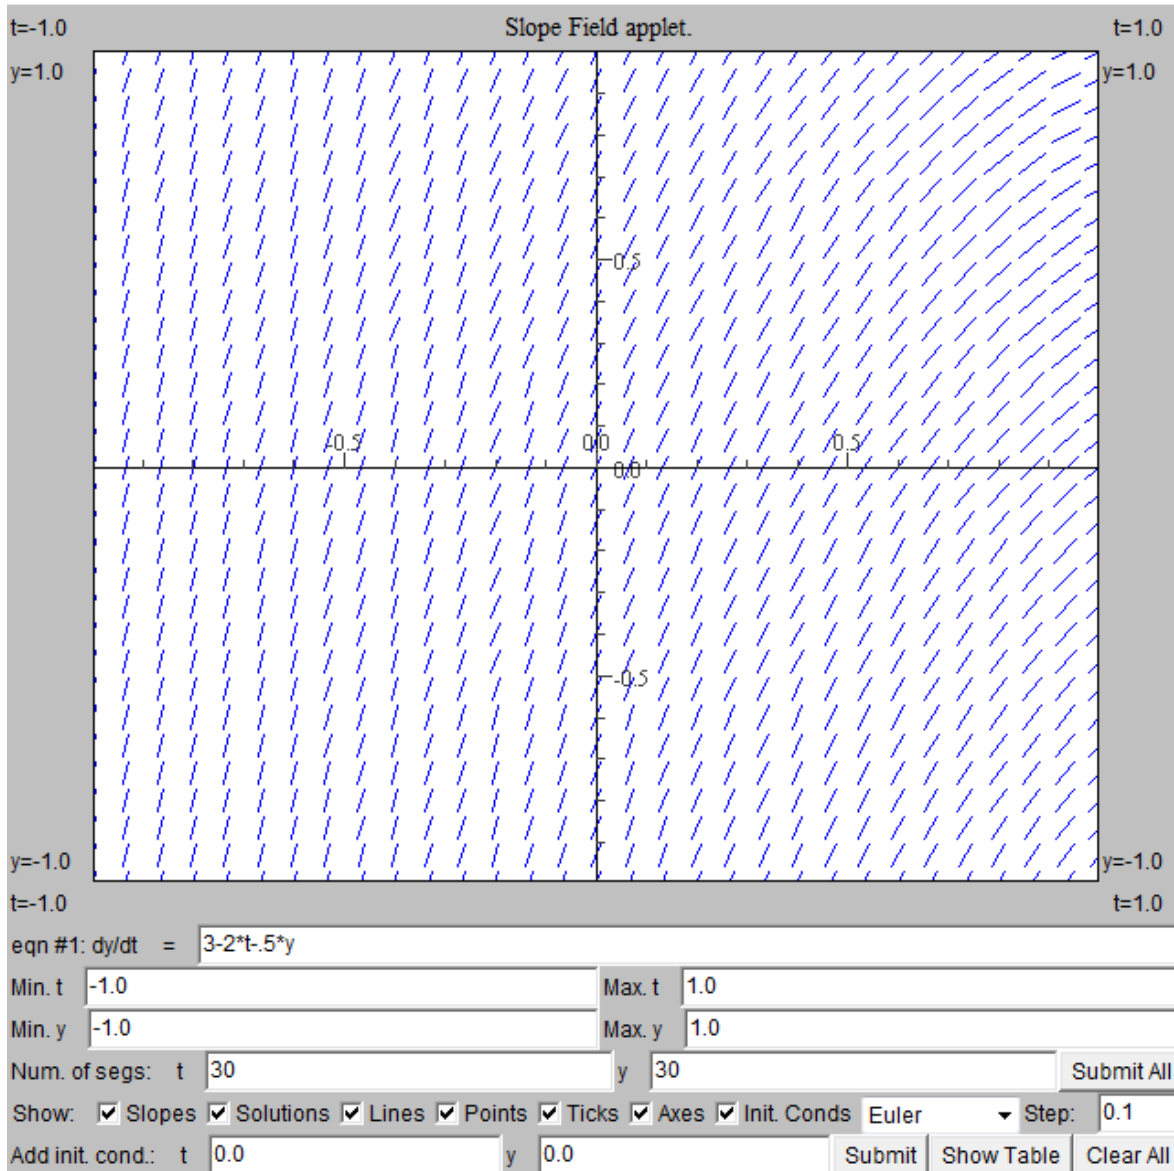 t=-1.0 Slope Field applet. t=1.0
y=1.0 y=1.0
0.5
-0.5 0.0 0.5
0.0
-0.5
y=-1.0 y=-1.0
t=-1.0 t=1.0
eqn #1: dy/dt = 3-2*t-.5*y
Min. t -1.0 Max. t 1.0
Min. y -1.0 Max. y 1.0
Num. of segs: t 30 y 30 Submit All
Show: Slopes Solutions Lines Points Ticks Axes Init. Conds Euler Step: 0.1
Add init. cond.: t 0.0 y 0.0 Submit Show Table Clear All